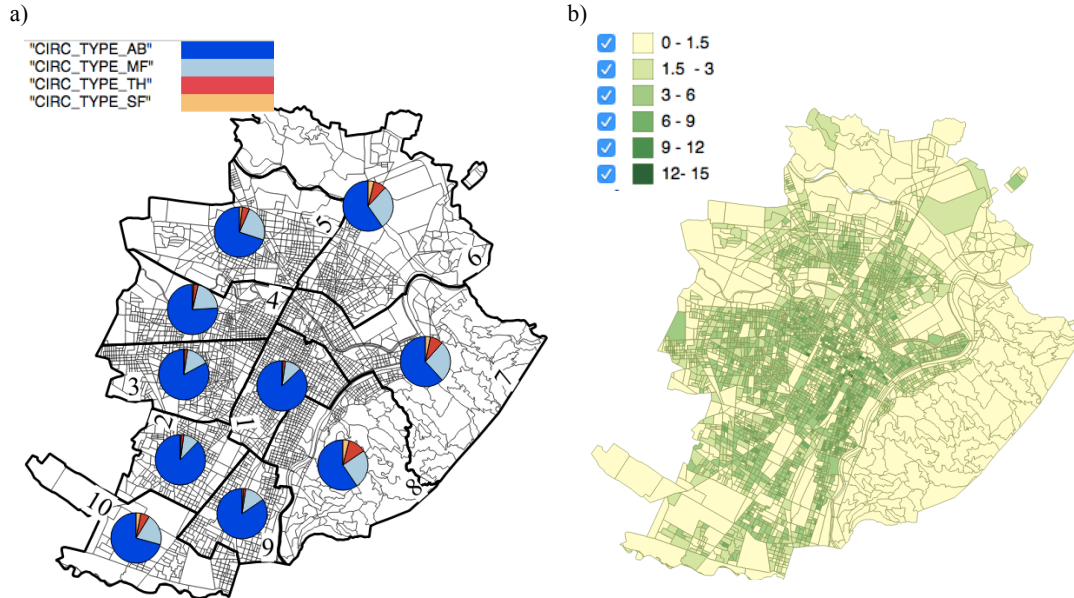 a)
"CIRC_TYPE_AB"
"CIRC_TYPE_MF"
"CIRC_TYPE_TH"
"CIRC_TYPE_SF"
5
6
4
7
3
2
1
8
10
9
b)
0 - 1.5
1.5 - 3
3 - 6
6 - 9
9 - 12
12- 15